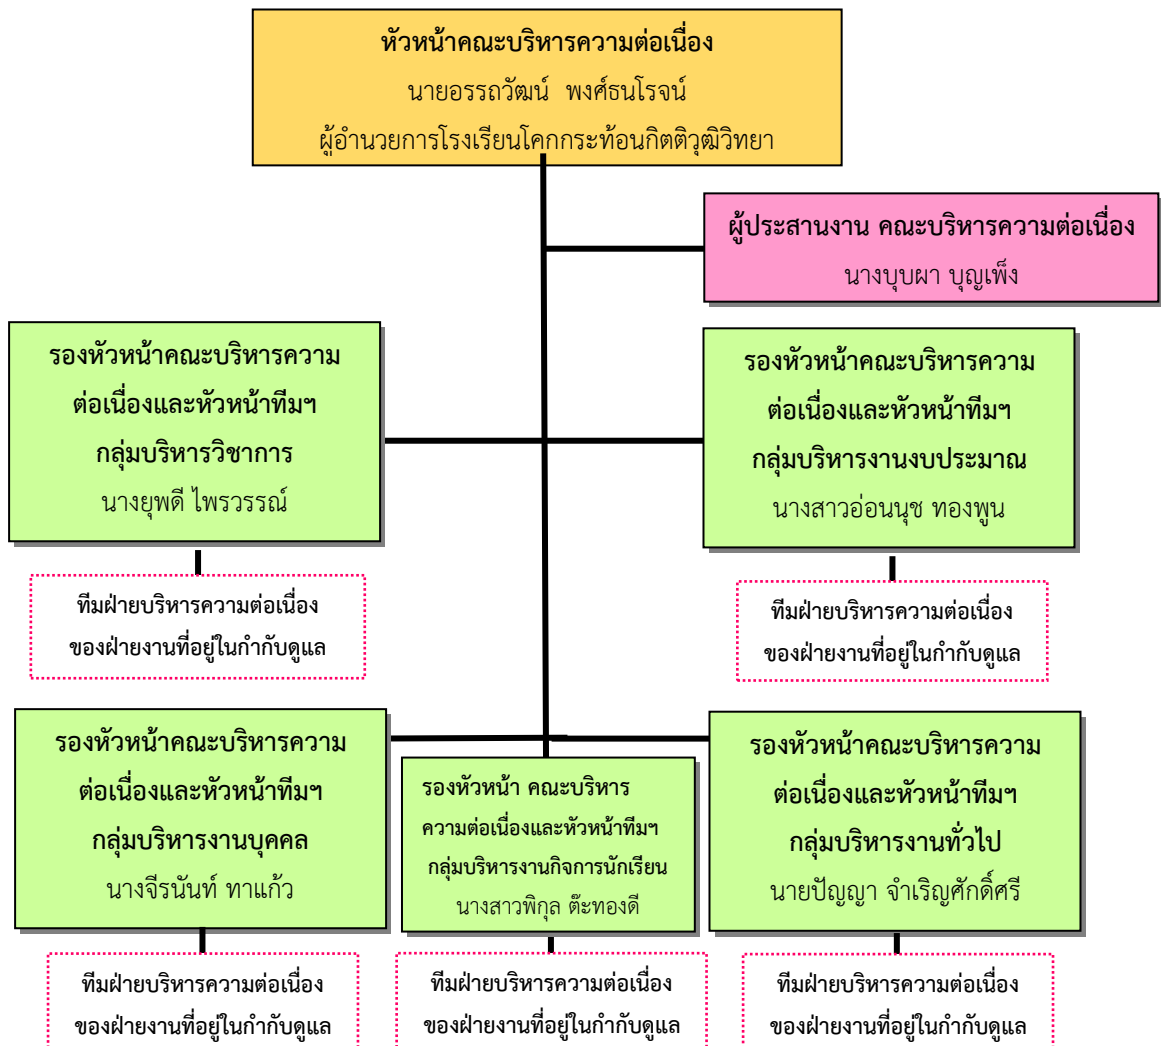 หัวหน้าคณะบริหารความต่อเนื่อง
นายอรรถวัฒน์ พงศ์ธนโรจน์
ผู้อำนวยการโรงเรียนโคกกระท้อนกิตติวุฒิวิทยา
ผู้ประสานงาน คณะบริหารความต่อเนื่อง
นางบุบผา บุญเพ็ง
รองหัวหน้าคณะบริหารความ
ต่อเนื่องและหัวหน้าทีมฯ
กลุ่มบริหารวิชาการ
นางยุพดี ไพรวรรณ์
รองหัวหน้าคณะบริหารความ
ต่อเนื่องและหัวหน้าทีมฯ
กลุ่มบริหารงานงบประมาณ
นางสาวอ่อนนุช ทองพูน
ทีมฝ่ายบริหารความต่อเนื่อง
ของฝ่ายงานที่อยู่ในกำกับดูแล
ทีมฝ่ายบริหารความต่อเนื่อง
ของฝ่ายงานที่อยู่ในกำกับดูแล
รองหัวหน้าคณะบริหารความ
ต่อเนื่องและหัวหน้าทีมฯ
กลุ่มบริหารงานบุคคล
นางจีรนันท์ ทาแก้ว
รองหัวหน้า คณะบริหาร
ความต่อเนื่องและหัวหน้าทีมฯ
กลุ่มบริหารงานกิจการนักเรียน
นางสาวพิกุล ต๊ะทองดี
รองหัวหน้าคณะบริหารความ
ต่อเนื่องและหัวหน้าทีมฯ
กลุ่มบริหารงานทั่วไป
นายปัญญา จำเริญศักดิ์ศรี
ทีมฝ่ายบริหารความต่อเนื่อง
ของฝ่ายงานที่อยู่ในกำกับดูแล
ทีมฝ่ายบริหารความต่อเนื่อง
ของฝ่ายงานที่อยู่ในกำกับดูแล
ทีมฝ่ายบริหารความต่อเนื่อง
ของฝ่ายงานที่อยู่ในกำกับดูแล